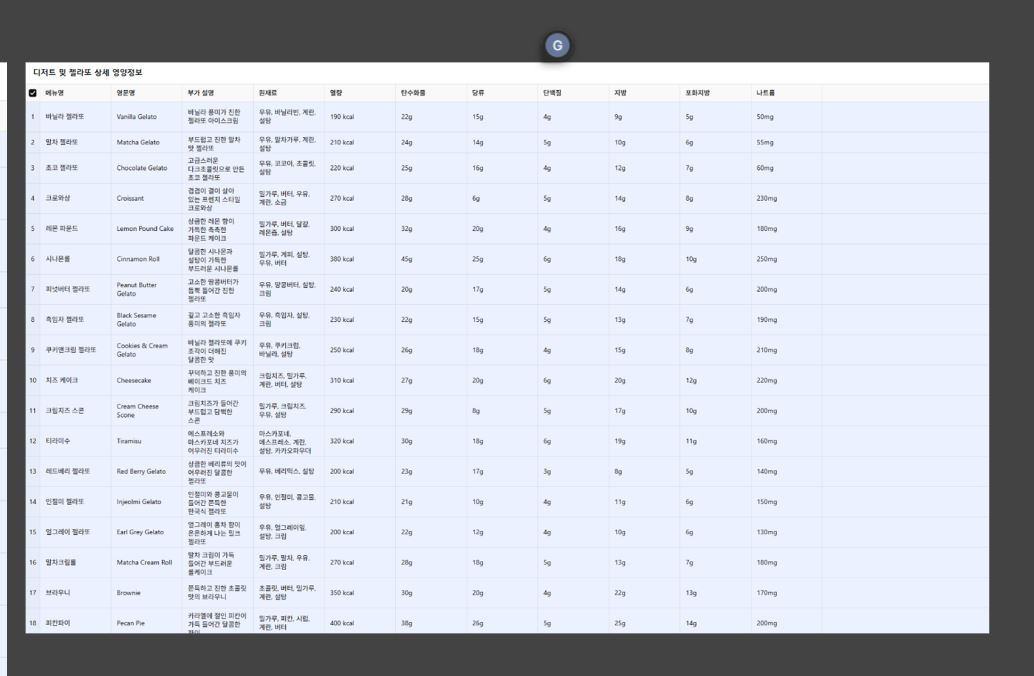 G
디저트 및 젤라또 상세 영양정보
메뉴명 영문명 부가 설명 원재료 열량 탄수화물 당류 단백질 지방 포화지방 나트륨
1 바닐라 젤라또 Vanilla Gelato 바닐라 풍미가 진한 젤라또 아이스크림 우유, 바닐라빈, 계란, 설탕 190 kcal 22g 15g 4g 9g 5g 50mg
2 말차 젤라또 Matcha Gelato 부드럽고 진한 말차 맛 젤라또 우유, 말차가루, 계란, 설탕 210 kcal 24g 14g 5g 10g 6g 55mg
3 초코 젤라또 Chocolate Gelato 고급스러운 다크초콜릿으로 만든 초코 젤라또 우유, 코코아, 초콜릿, 설탕 220 kcal 25g 16g 4g 12g 7g 60mg
4 크로와상 Croissant 겹겹이 결이 살아 있는 프렌치 스타일 크로와상 밀가루, 버터, 우유, 계란, 소금 270 kcal 28g 6g 5g 14g 8g 230mg
5 레몬 파운드 Lemon Pound Cake 상큼한 레몬 향이 가득한 촉촉한 파운드 케이크 밀가루, 버터, 달걀, 레몬즙, 설탕 300 kcal 32g 20g 4g 16g 9g 180mg
6 시나몬롤 Cinnamon Roll 달콤한 시나몬과 설탕이 가득한 부드러운 시나몬롤 밀가루, 계피, 설탕, 우유, 버터 380 kcal 45g 25g 6g 18g 10g 250mg
7 피넛버터 젤라또 Peanut Butter Gelato 고소한 땅콩버터가 듬뿍 들어간 진한 젤라또 우유, 땅콩버터, 설탕, 크림 240 kcal 20g 17g 5g 14g 6g 200mg
8 흑임자 젤라또 Black Sesame Gelato 깊고 고소한 흑임자 풍미의 젤라또 우유, 흑임자, 설탕, 크림 230 kcal 22g 15g 5g 13g 7g 190mg
9 쿠키앤크림 젤라또 Cookies & Cream Gelato 바닐라 젤라또에 쿠키 조각이 더해진 달콤한 맛 우유, 쿠키크럼, 바닐라, 설탕 250 kcal 26g 18g 4g 15g 8g 210mg
10 치즈 케이크 Cheesecake 꾸덕하고 진한 풍미의 베이크드 치즈 케이크 크림치즈, 밀가루, 계란, 버터, 설탕 310 kcal 27g 20g 6g 20g 12g 220mg
11 크림치즈 스콘 Cream Cheese Scone 크림치즈가 들어간 부드럽고 담백한 스콘 밀가루, 크림치즈, 우유, 설탕 290 kcal 29g 8g 5g 17g 10g 200mg
12 티라미수 Tiramisu 에스프레소와 마스카포네 치즈가 어우러진 티라미수 마스카포네, 에스프레소, 계란, 설탕, 카카오파우더 320 kcal 30g 18g 6g 19g 11g 160mg
13 레드베리 젤라또 Red Berry Gelato 상큼한 베리류의 맛이 어우러진 달콤한 젤라또 우유, 베리믹스, 설탕 200 kcal 23g 17g 3g 8g 5g 140mg
14 인절미 젤라또 Injeolmi Gelato 인절미와 콩고물이 들어간 쫀득한 한국식 젤라또 우유, 인절미, 콩고물, 설탕 210 kcal 21g 10g 4g 11g 6g 150mg
15 얼그레이 젤라또 Earl Grey Gelato 얼그레이 홍차 향이 은은하게 나는 밀크 젤라또 우유, 얼그레이잎, 설탕, 크림 200 kcal 22g 12g 4g 10g 6g 130mg
16 말차크림롤 Matcha Cream Roll 말차 크림이 가득 들어간 부드러운 롤케이크 밀가루, 말차, 우유, 계란, 크림 270 kcal 28g 18g 5g 13g 7g 180mg
17 브라우니 Brownie 쫀득하고 진한 초콜릿 맛의 브라우니 초콜릿, 버터, 밀가루, 계란, 설탕 350 kcal 30g 20g 4g 22g 13g 170mg
18 피칸파이 Pecan Pie 카라멜에 절인 피칸이 가득 들어간 달콤한 파이 밀가루, 피칸, 시럽, 계란, 버터 400 kcal 38g 26g 5g 25g 14g 200mg